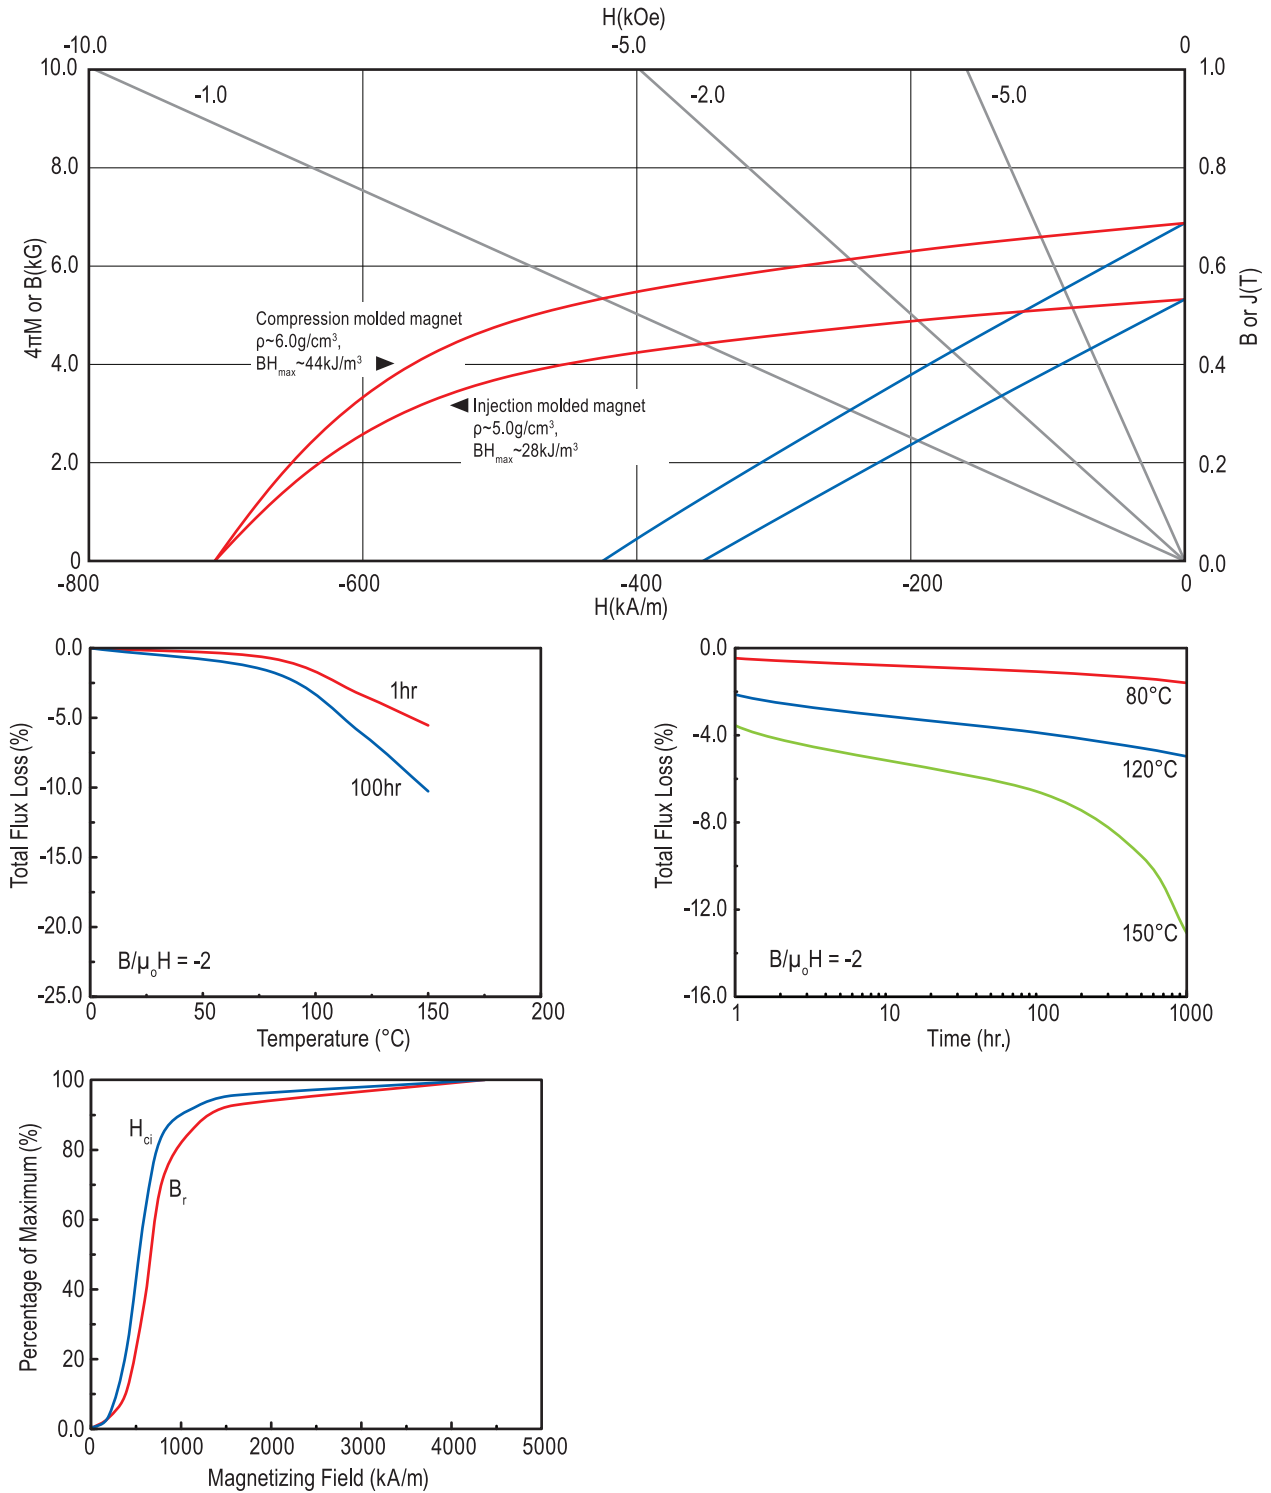 H(kOe)
-10.0 -5.0 0
10.0 1.0
-1.0 -2.0 -5.0
8.0 0.8
6.0 0.6
4.0 0.4
2.0 0.2
0 0.0
4πM or B(kG)
B or J(T)
Compression molded magnet
ρ~6.0g/cm³,
BHmax~44kJ/m³
Injection molded magnet
ρ~5.0g/cm³,
BHmax~28kJ/m³
-800 -600 -400 -200 0
H(kA/m)
0.0
-5.0
-10.0
-15.0
-20.0
-25.0
Total Flux Loss (%)
1hr
100hr
B/μoH = -2
0 50 100 150 200
Temperature (°C)
0.0
-4.0
-8.0
-12.0
-16.0
Total Flux Loss (%)
80°C
120°C
150°C
B/μoH = -2
1 10 100 1000
Time (hr.)
100
80
60
40
20
0.0
Percentage of Maximum (%)
Hci
Br
0 1000 2000 3000 4000 5000
Magnetizing Field (kA/m)